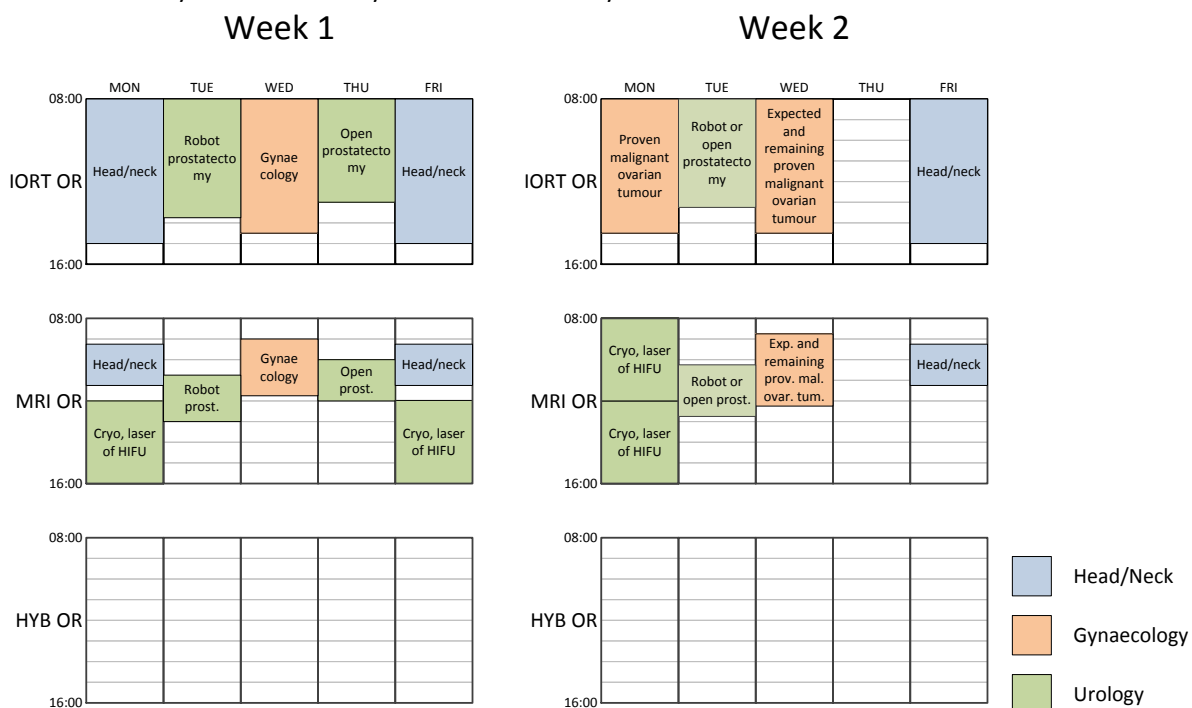 Week 1
Week 2
MON TUE WED THU FRI
MON TUE WED THU FRI
08:00
IORT OR
16:00
Head/neck
Robot
prostatecto
my
Gynae
cology
Open
prostatecto
my
Head/neck
08:00
IORT OR
16:00
Proven
malignant
ovarian
tumour
Robot or
open
prostatecto
my
Expected
and
remaining
proven
malignant
ovarian
tumour
Head/neck
08:00
MRI OR
16:00
Head/neck
Cryo, laser
of HIFU
Robot
prost.
Gynae
cology
Open
prost.
Head/neck
Cryo, laser
of HIFU
08:00
MRI OR
16:00
Cryo, laser
of HIFU
Cryo, laser
of HIFU
Robot or
open prost.
Exp. and
remaining
prov. mal.
ovar. tum.
Head/neck
08:00
HYB OR
16:00
08:00
HYB OR
16:00
Head/Neck
Gynaecology
Urology